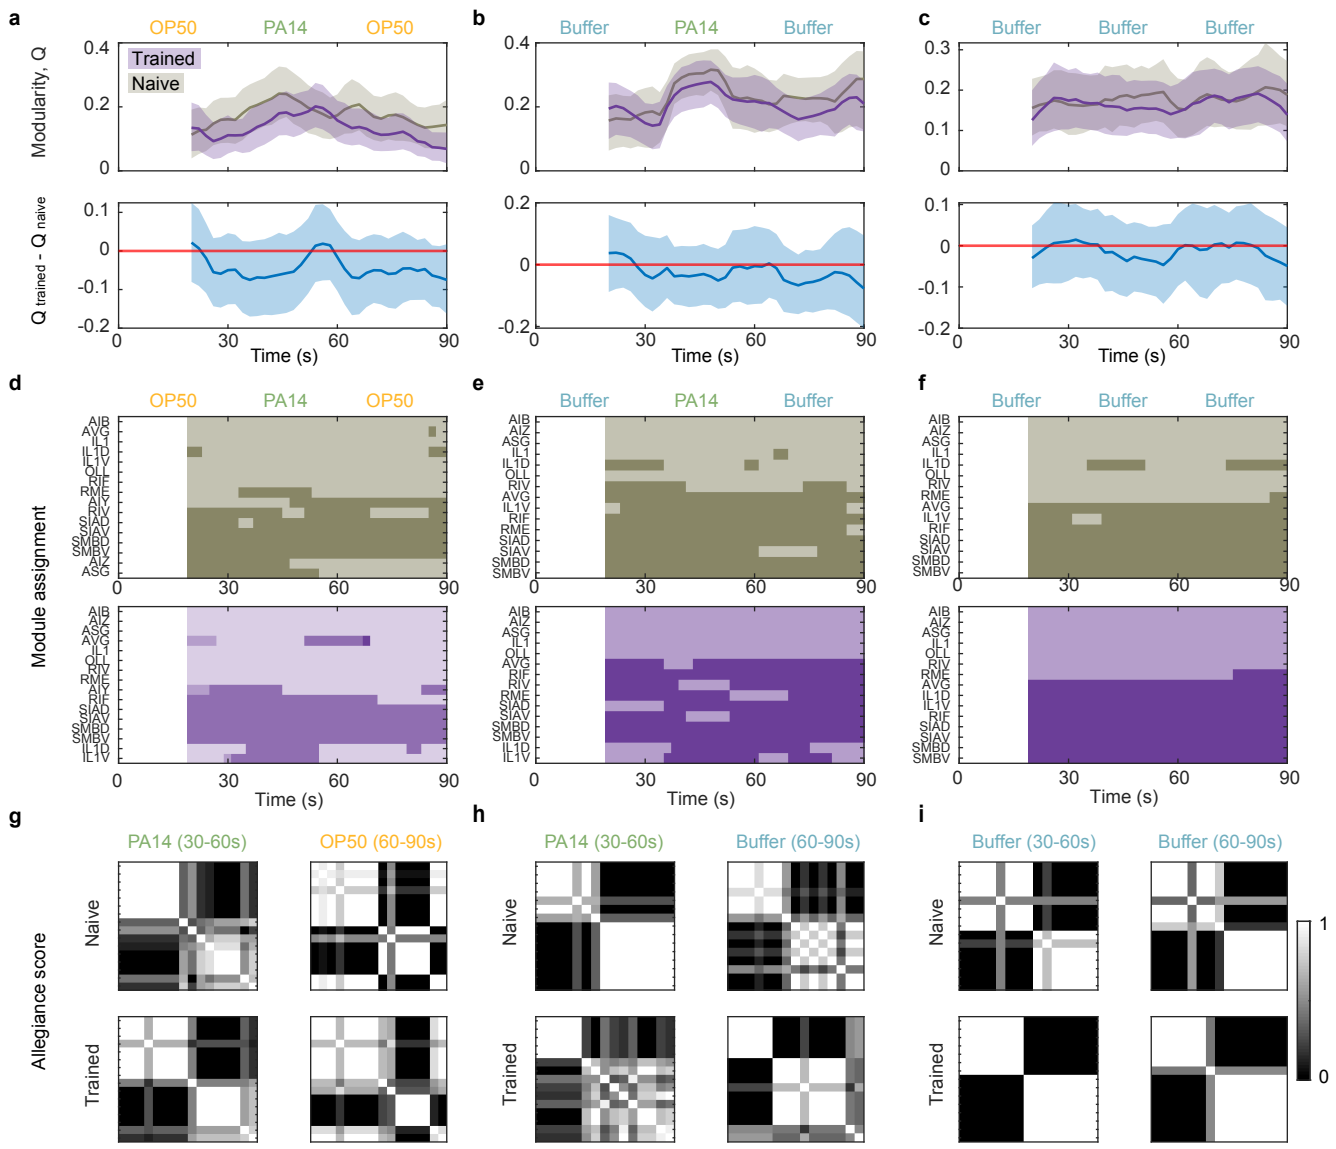 a
OP50 PA14 OP50
b
Buffer PA14 Buffer
c
Buffer Buffer Buffer
Modularity, Q
0.4
0.2
0
Trained
Naive
0.4
0.2
0
0.3
0.2
0.1
0
Q trained - Q naive
0.1
0
-0.1
-0.2
0 30 60 90
Time (s)
0.2
0
-0.2
0 30 60 90
Time (s)
0.1
0
-0.1
-0.2
0 30 60 90
Time (s)
d
OP50 PA14 OP50
e
Buffer PA14 Buffer
f
Buffer Buffer Buffer
Module assignment
AIB
AVG
IL1
IL1D
IL1V
OLL
RIF
RME
AIY
RIV
SIAD
SIAV
SMBD
SMBV
AIZ
ASG
0 30 60 90
AIB
AIZ
ASG
IL1
IL1D
OLL
RIV
AVG
IL1V
RIF
RME
SIAD
SIAV
SMBD
SMBV
0 30 60 90
AIB
AIZ
ASG
IL1
IL1D
OLL
RIV
RME
AVG
IL1V
RIF
SIAD
SIAV
SMBD
SMBV
0 30 60 90
AIB
AIZ
ASG
AVG
IL1
OLL
RIV
RME
AIY
RIF
SIAD
SIAV
SMBD
SMBV
IL1D
IL1V
0 30 60 90
Time (s)
AIB
AIZ
ASG
IL1
OLL
AVG
RIF
RIV
RME
SIAD
SIAV
SMBD
SMBV
IL1D
IL1V
0 30 60 90
Time (s)
AIB
AIZ
ASG
IL1
OLL
RIV
RME
AVG
IL1D
IL1V
RIF
SIAD
SIAV
SMBD
SMBV
0 30 60 90
Time (s)
g
PA14 (30-60s) OP50 (60-90s)
h
PA14 (30-60s) Buffer (60-90s)
i
Buffer (30-60s) Buffer (60-90s)
Allegiance score
Naive
Trained
Naive
Trained
Naive
Trained
1
0